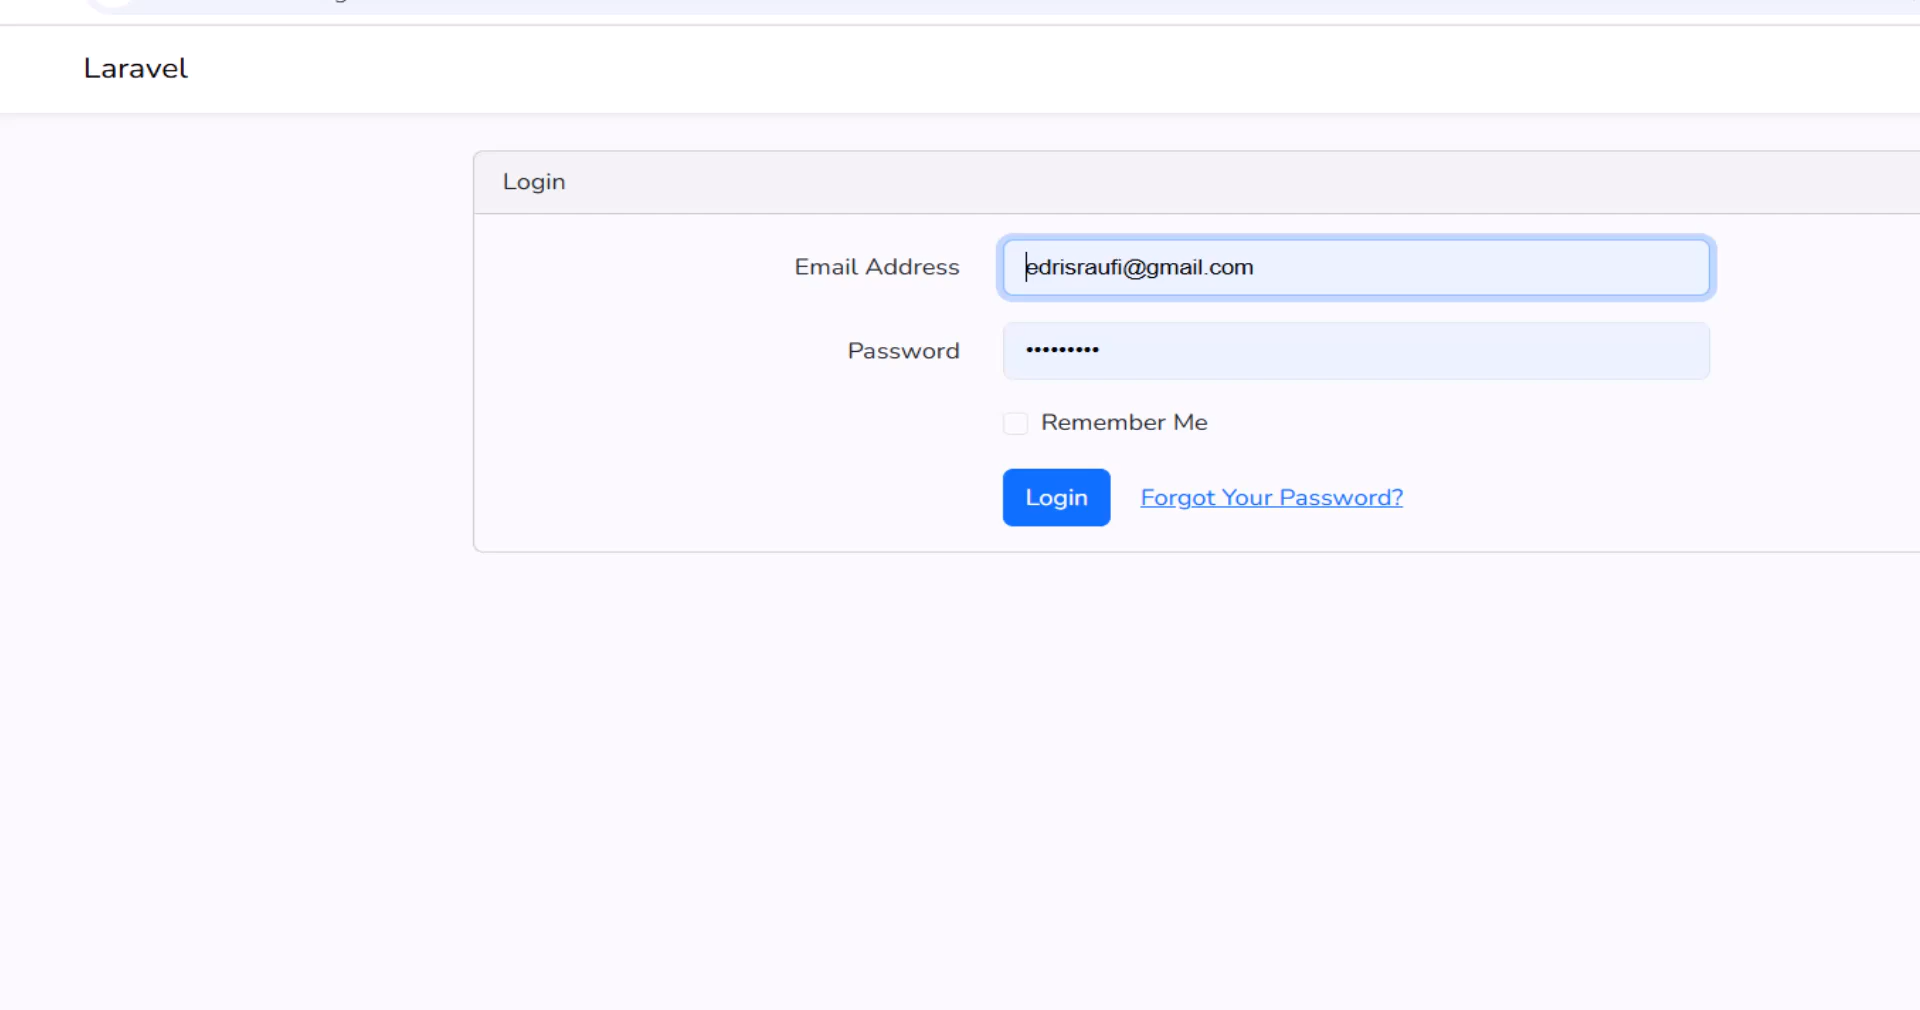 Laravel
Login
Email Address edrisraufi@gmail.com
Password •••••••••
Remember Me
Login Forgot Your Password?